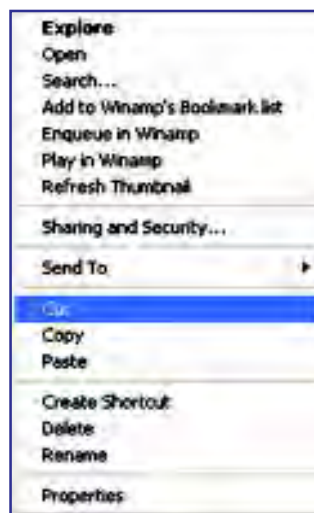 Explore
Open
Search...
Add to Winamp's Bookmark list
Enqueue in Winamp
Play in Winamp
Refresh Thumbnail
Sharing and Security...
Send To
Cut
Copy
Paste
Create Shortcut
Delete
Rename
Properties